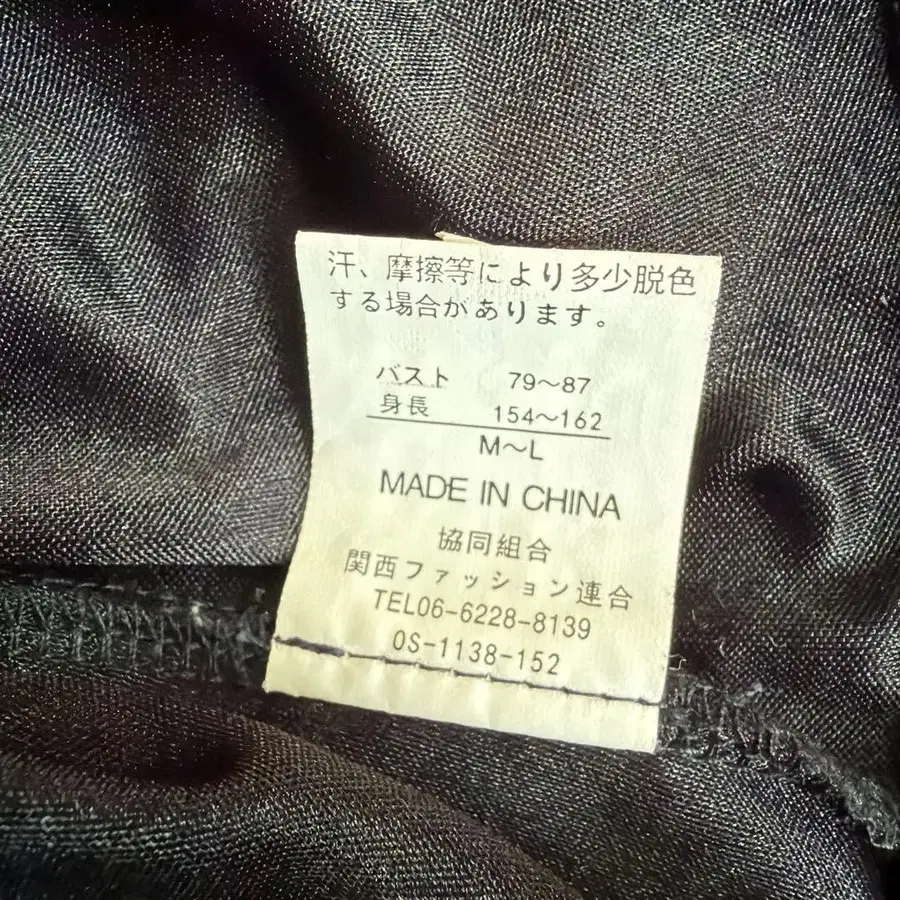 汗、摩擦等により多少脱色
する場合があります。
バスト 79〜87
身長 154〜162
M〜L
MADE IN CHINA
協同組合
関西ファッション連合
TEL06-6228-8139
OS-1138-152